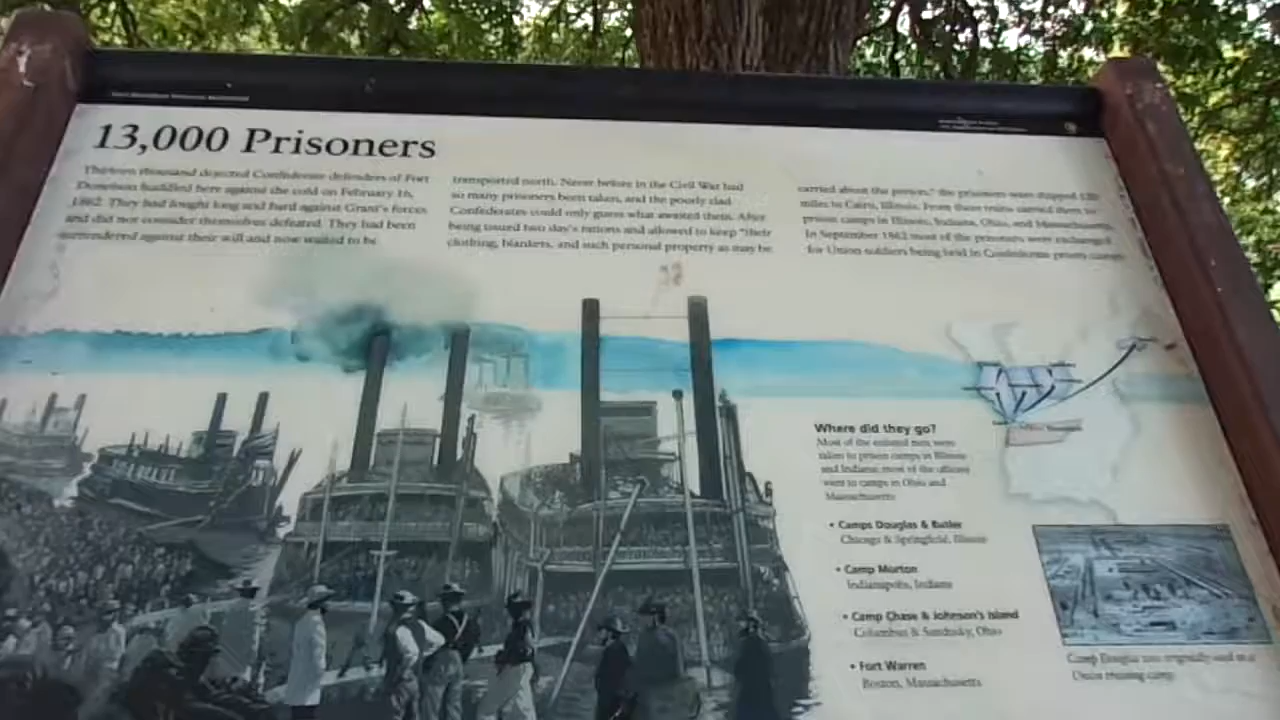 13,000 Prisoners
Thirteen thousand dejected Confederate defenders of Fort
Donelson huddled here against the cold on February 16,
1862. They had fought long and hard against Grant's forces
and did not consider themselves defeated. They had been
surrendered against their will and now waited to be
transported north. Never before in the Civil War had
so many prisoners been taken, and the poorly clad
Confederates could only guess what awaited them. After
being issued two day's rations and allowed to keep "their
clothing, blankets, and such personal property as may be
carried about the person," the prisoners were shipped
miles to Cairo, Illinois. From there trains carried them to
prison camps in Illinois, Indiana, Ohio, and Massachusetts.
In September 1862 most of the prisoners were exchanged
for Union soldiers being held in Confederate prison camps.
Where did they go?
Most of the enlisted men were
taken to prison camps in Illinois
and Indiana; most of the officers
went to camps in Ohio and
Massachusetts
• Camps Douglas & Butler
Chicago & Springfield, Illinois
• Camp Morton
Indianapolis, Indiana
• Camp Chase & Johnson's Island
Columbus & Sandusky, Ohio
• Fort Warren
Boston, Massachusetts
Camp Douglas was originally used as a
Union training camp.